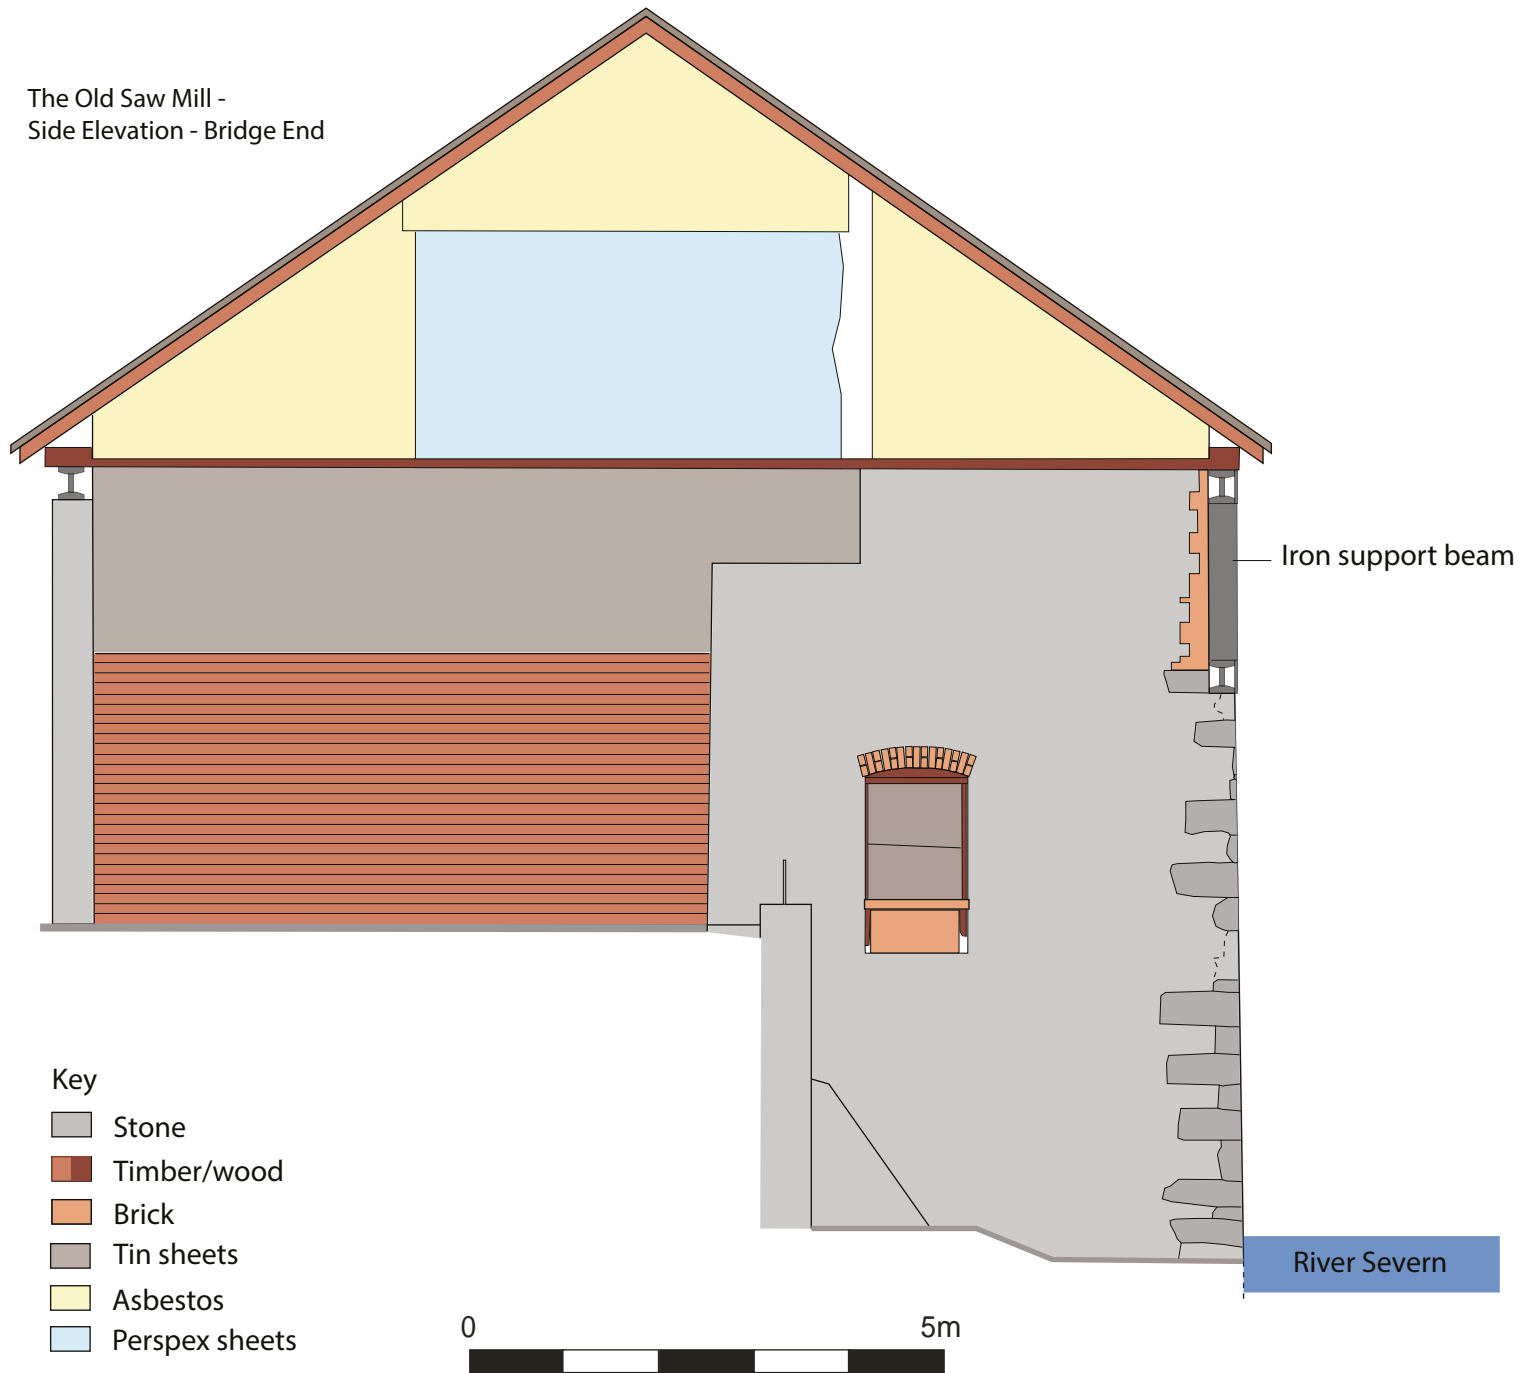 The Old Saw Mill -
Side Elevation - Bridge End
Iron support beam
Key
Stone
Timber/wood
Brick
Tin sheets
Asbestos
Perspex sheets
River Severn
0 5m